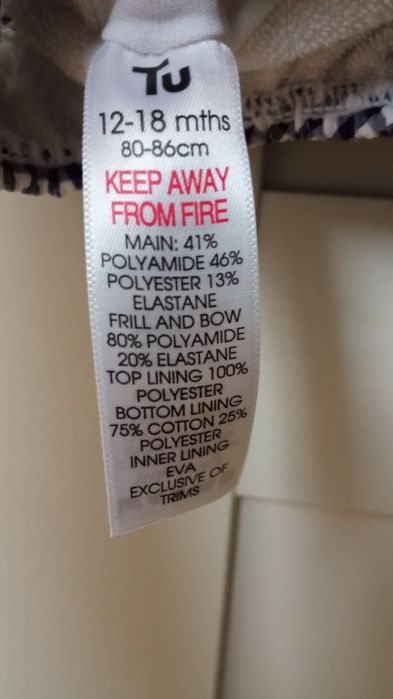 TU
12-18 mths
80-86cm
KEEP AWAY
FROM FIRE
MAIN: 41%
POLYAMIDE 46%
POLYESTER 13%
ELASTANE
FRILL AND BOW
80% POLYAMIDE
20% ELASTANE
TOP LINING 100%
POLYESTER
BOTTOM LINING
75% COTTON 25%
POLYESTER
INNER LINING
EVA
EXCLUSIVE OF
TRIMS